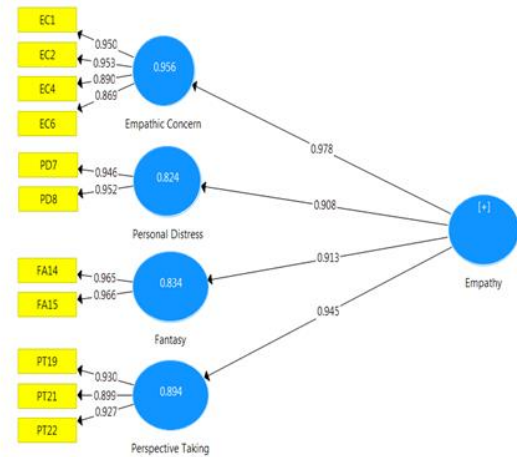 EC1
EC2
EC4
EC6
0.950
0.953
0.890
0.869
0.956
Empathic Concern
PD7
PD8
0.946
0.952
0.824
Personal Distress
FA14
FA15
0.965
0.966
0.834
Fantasy
PT19
PT21
PT22
0.930
0.899
0.927
0.894
Perspective Taking
0.978
0.908
0.913
0.945
[+]
Empathy